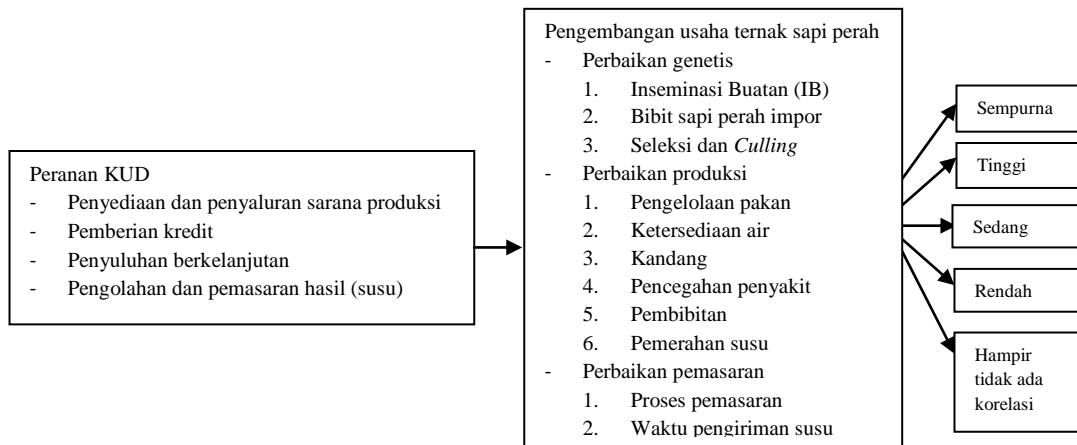 Peranan KUD
- Penyediaan dan penyaluran sarana produksi
- Pemberian kredit
- Penyuluhan berkelanjutan
- Pengolahan dan pemasaran hasil (susu)
Pengembangan usaha ternak sapi perah
- Perbaikan genetis
1. Inseminasi Buatan (IB)
2. Bibit sapi perah impor
3. Seleksi dan Culling
- Perbaikan produksi
1. Pengelolaan pakan
2. Ketersediaan air
3. Kandang
4. Pencegahan penyakit
5. Pembibitan
6. Pemerahan susu
- Perbaikan pemasaran
1. Proses pemasaran
2. Waktu pengiriman susu
Sempurna
Tinggi
Sedang
Rendah
Hampir
tidak ada
korelasi